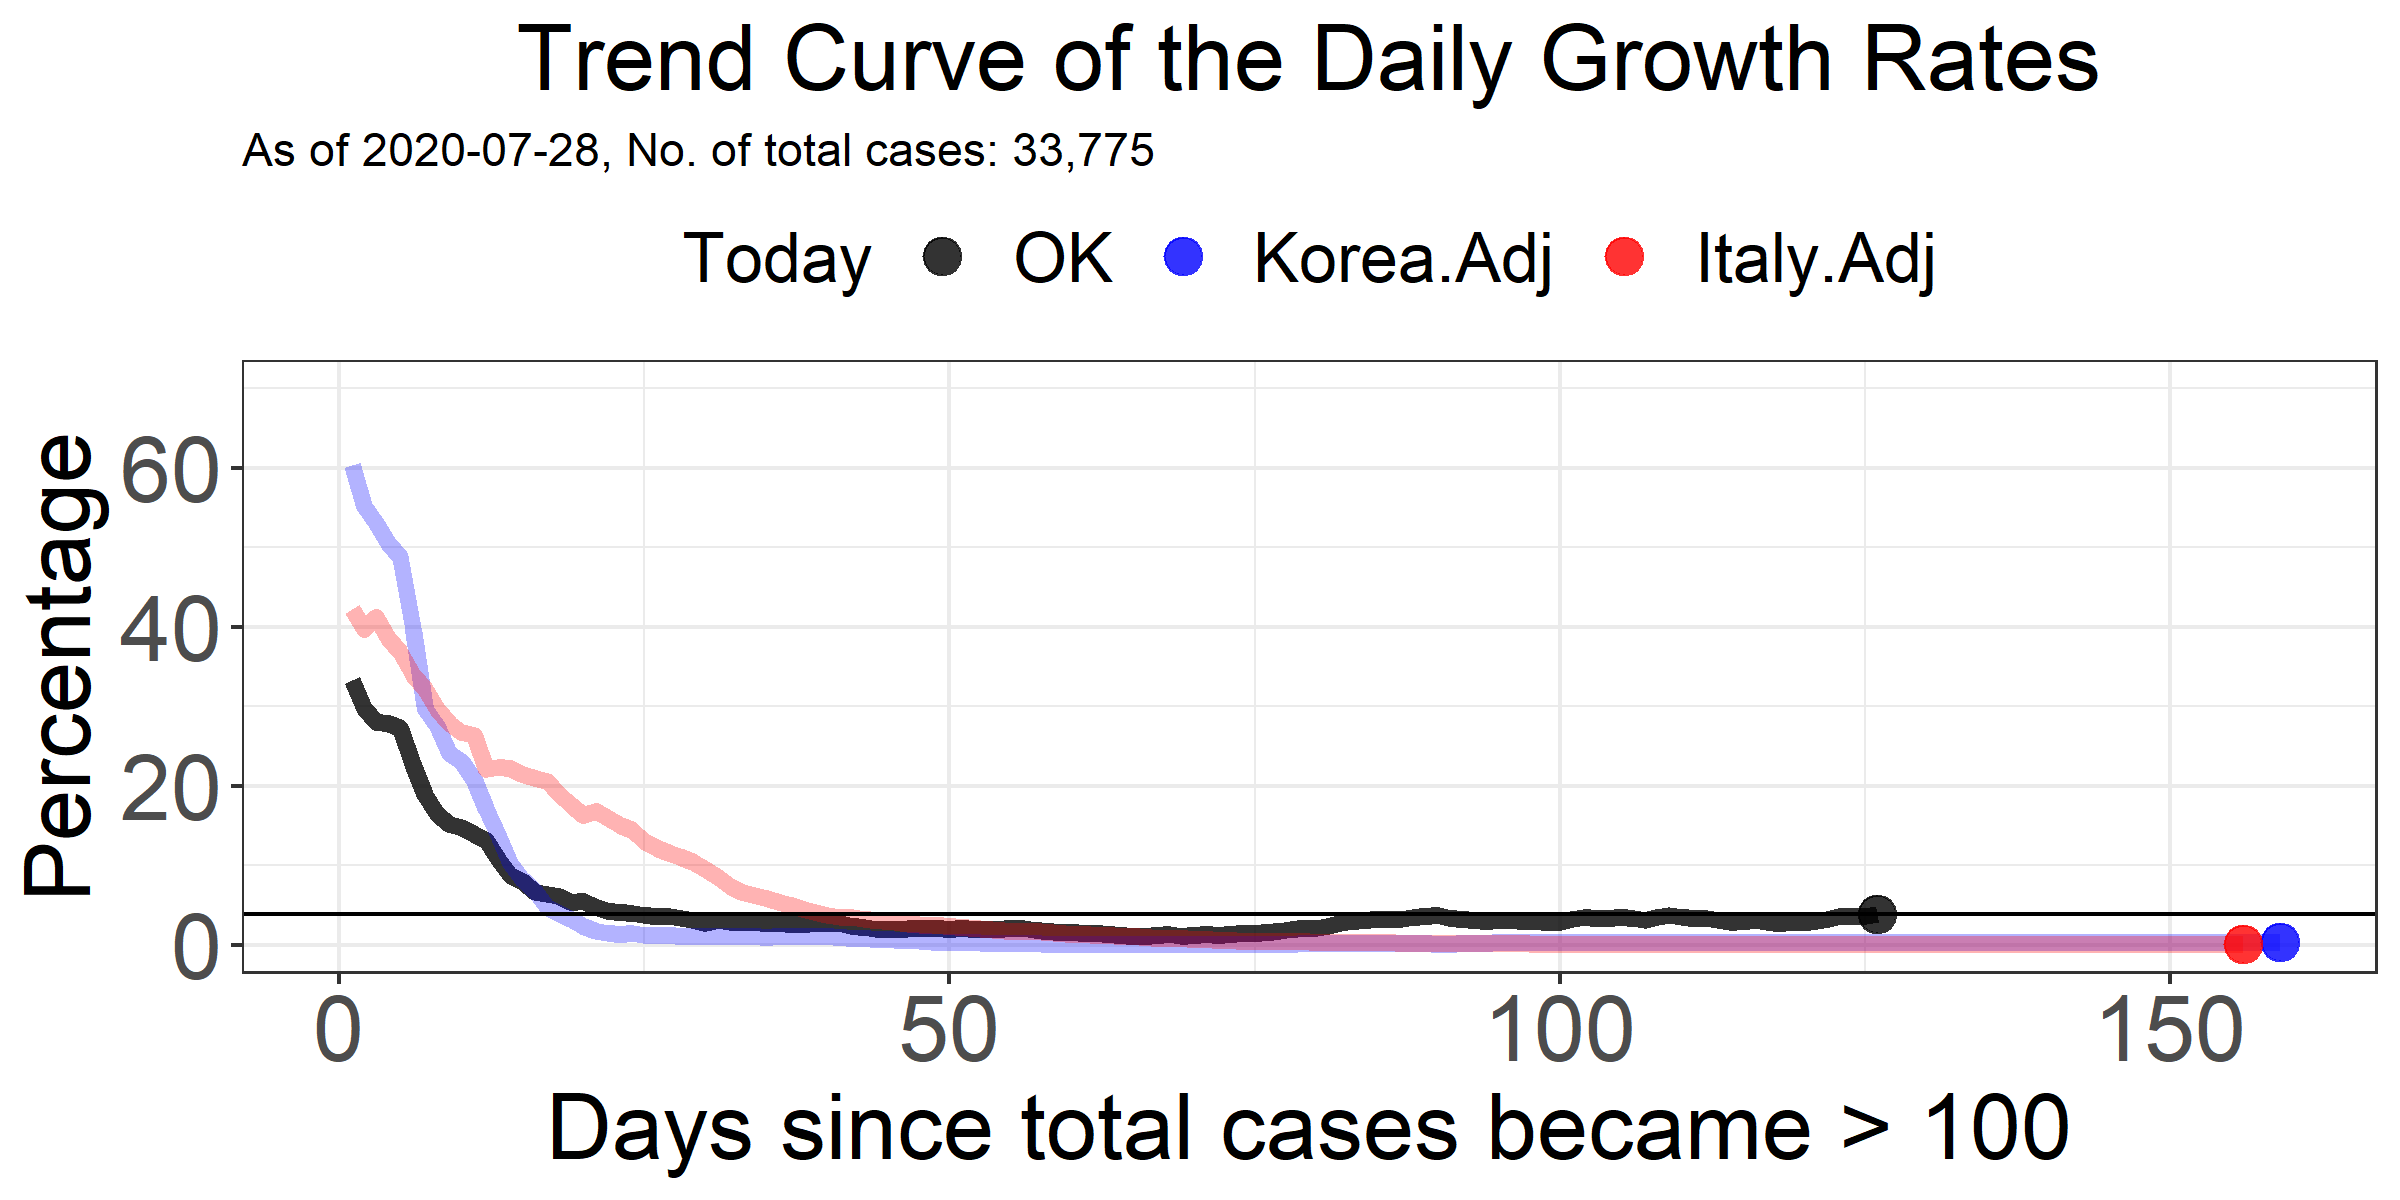 Trend Curve of the Daily Growth Rates
As of 2020-07-28, No. of total cases: 33,775
Today OK Korea.Adj Italy.Adj
Percentage
60
40
20
0
0 50 100 150
Days since total cases became > 100